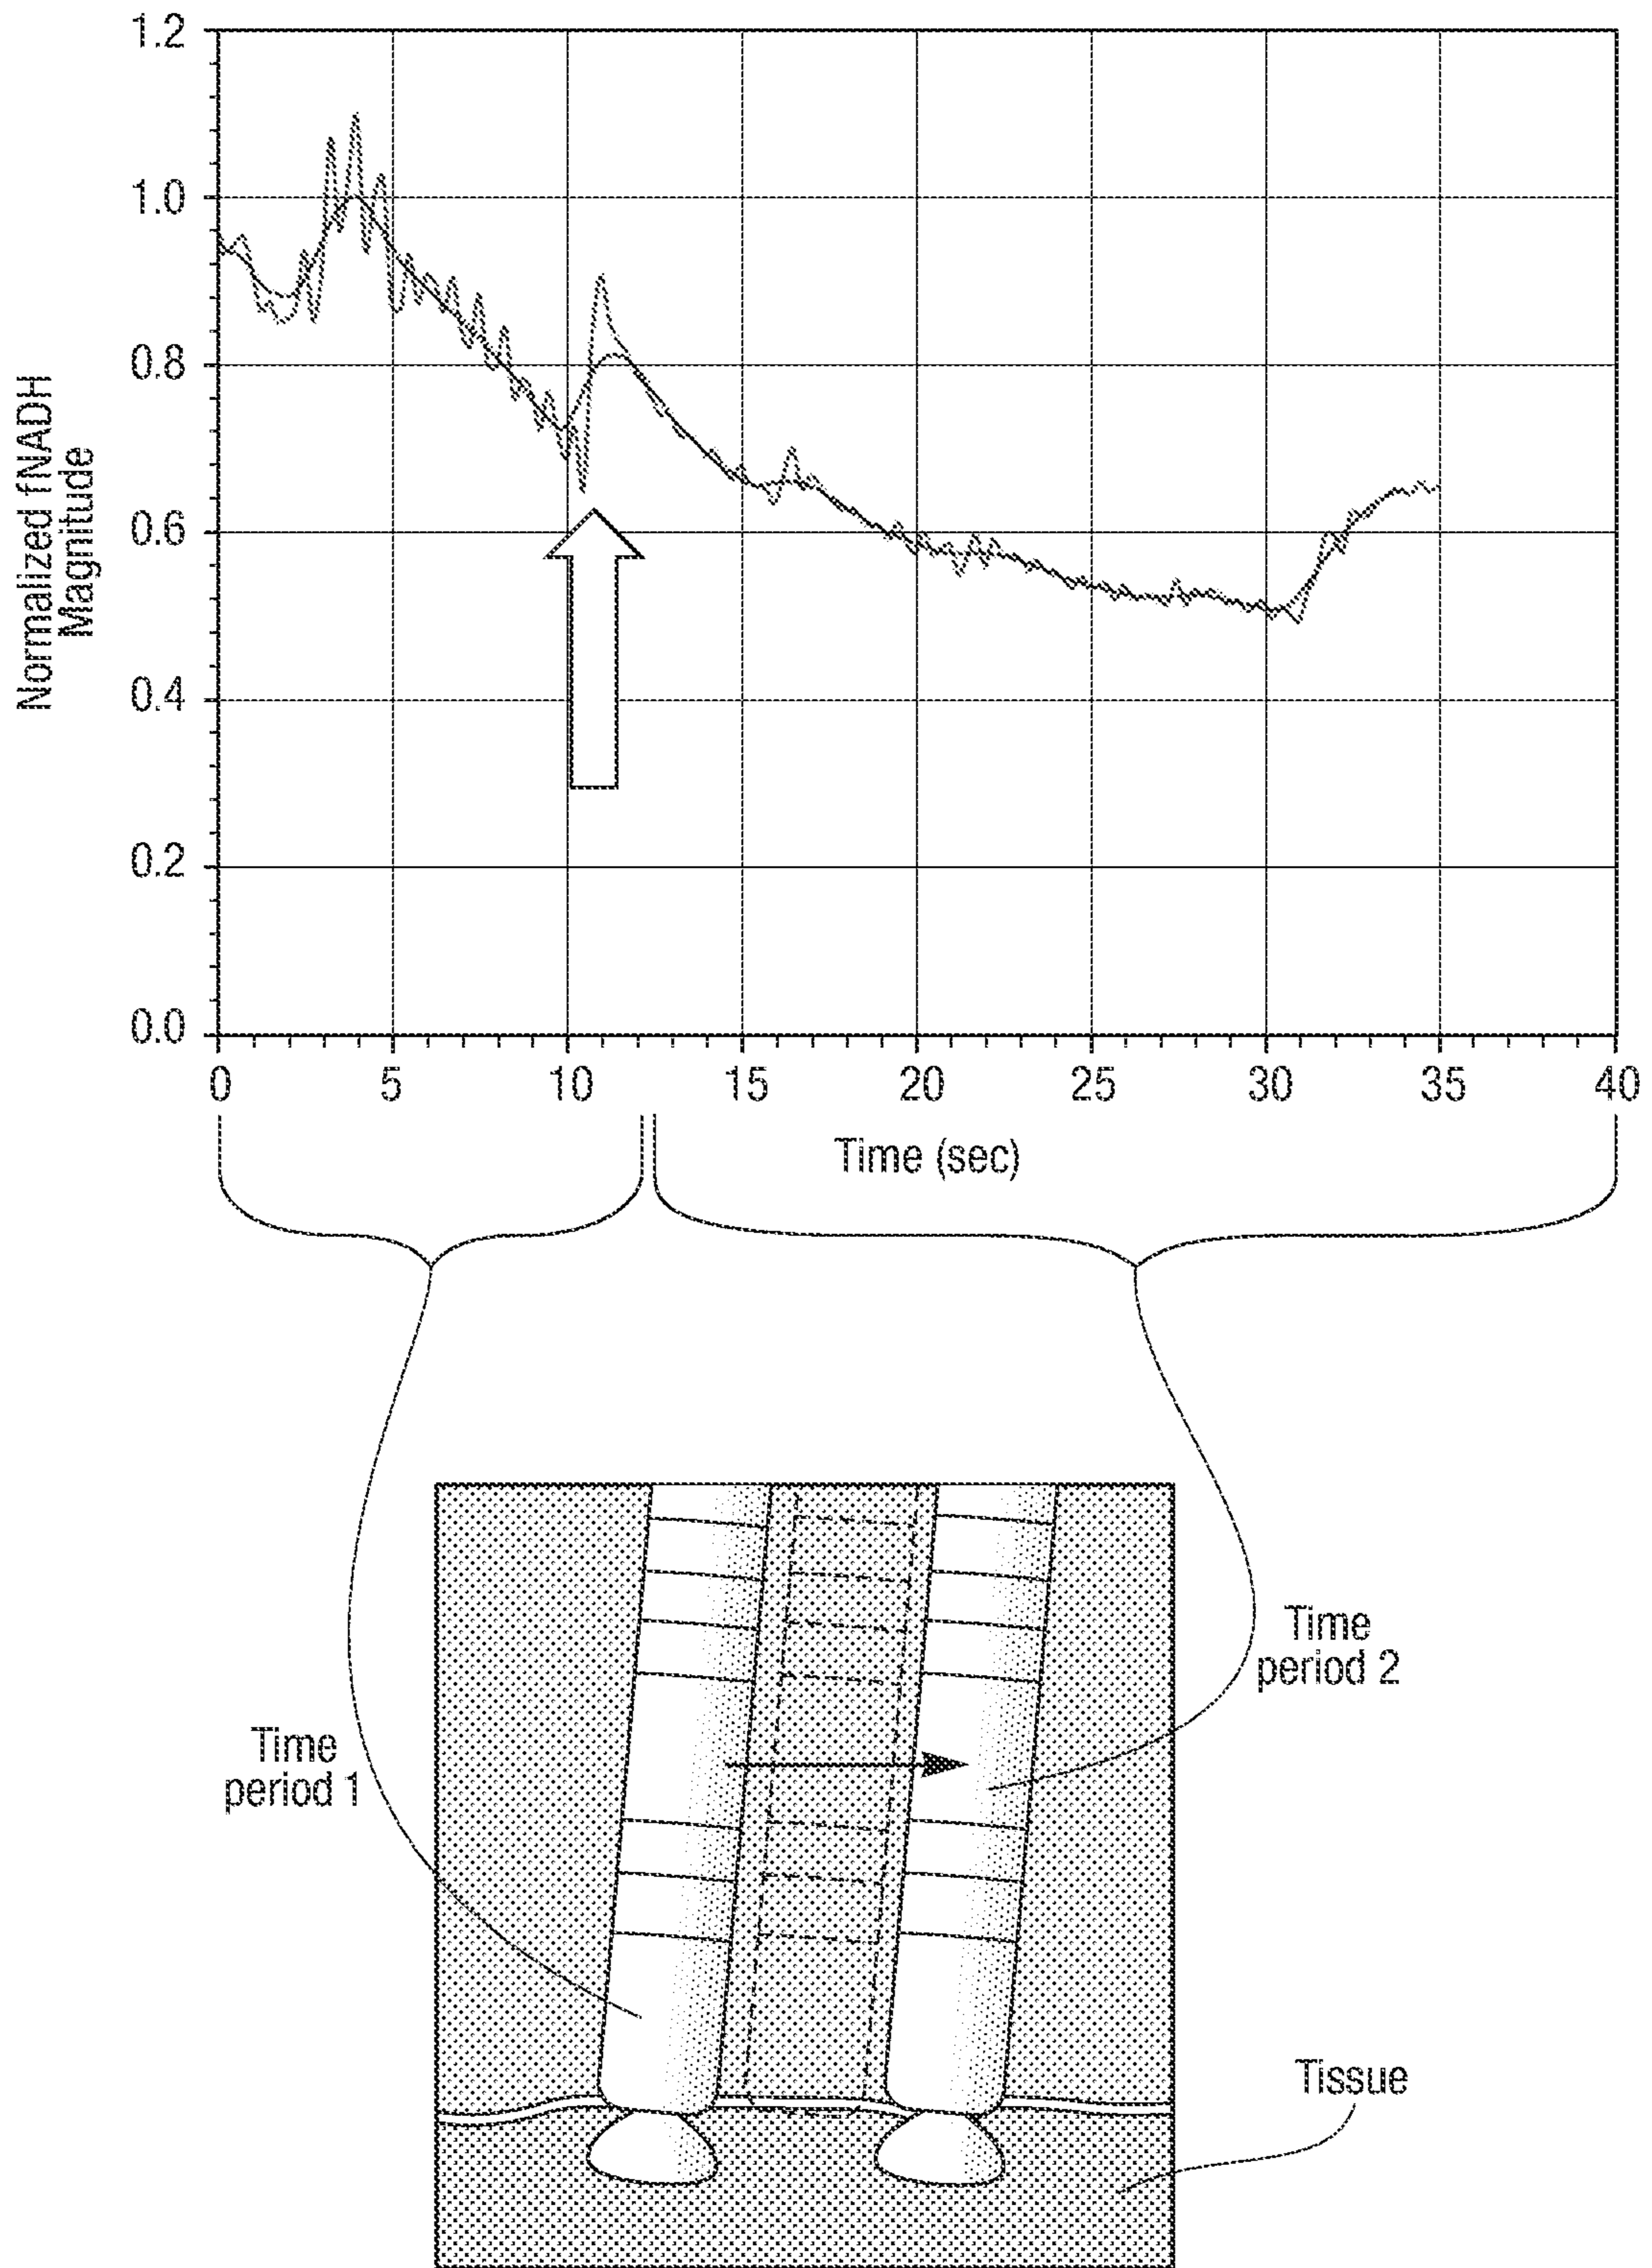 1.2
1.0
0.8
0.6
0.4
0.2
0.0
Normalized fNADH
Magnitude
0 5 10 15 20 25 30 35 40
Time (sec)
Time
period 1
Time
period 2
Tissue